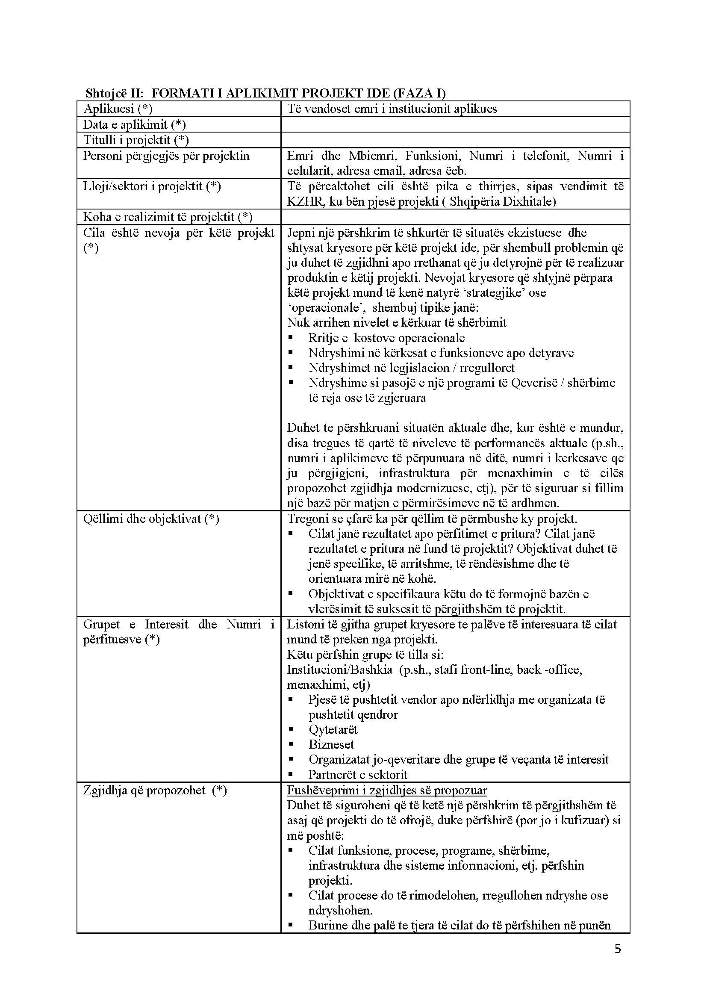 Shtojcë II: FORMATI I APLIKIMIT PROJEKT IDE (FAZA I)
Aplikuesi (*)
Të vendoset emri i institucionit aplikues
Data e aplikimit (*)
Titulli i projektit (*)
Personi përgjegjës për projektin
Emri dhe Mbiemri, Funksioni, Numri i telefonit, Numri i
celularit, adresa email, adresa ëeb.
Lloji/sektori i projektit (*)
Të përcaktohet cili është pika e thirrjes, sipas vendimit të
KZHR, ku bën pjesë projekti ( Shqipëria Dixhitale)
Koha e realizimit të projektit (*)
Cila është nevoja për këtë projekt
(*)
Jepni një përshkrim të shkurtër të situatës ekzistuese dhe
shtysat kryesore për këtë projekt ide, për shembull problemin që
ju duhet të zgjidhni apo rrethanat që ju detyrojnë për të realizuar
produktin e këtij projekti. Nevojat kryesore që shtyjnë përpara
këtë projekt mund të kenë natyrë ‘strategjike’ ose
‘operacionale’, shembuj tipike janë:
Nuk arrihen nivelet e kërkuar të shërbimit
▪ Rritje e kostove operacionale
▪ Ndryshimi në kërkesat e funksioneve apo detyrave
▪ Ndryshimet në legjislacion / rregulloret
▪ Ndryshime si pasojë e një programi të Qeverisë / shërbime
të reja ose të zgjeruara
Duhet te përshkruani situatën aktuale dhe, kur është e mundur,
disa tregues të qartë të niveleve të performancës aktuale (p.sh.,
numri i aplikimeve të përpunuara në ditë, numri i kerkesave qe
ju përgjigjeni, infrastruktura për menaxhimin e të cilës
propozohet zgjidhja modernizuese, etj), për të siguruar si fillim
një bazë për matjen e përmirësimeve në të ardhmen.
Qëllimi dhe objektivat (*)
Tregoni se çfarë ka për qëllim të përmbushe ky projekt.
▪ Cilat janë rezultatet apo përfitimet e pritura? Cilat janë
rezultatet e pritura në fund të projektit? Objektivat duhet të
jenë specifike, të arritshme, të rëndësishme dhe të
orientuara mirë në kohë.
▪ Objektivat e specifikaura këtu do të formojnë bazën e
vlerësimit të suksesit të përgjithshëm të projektit.
Grupet e Interesit dhe Numri i
përfituesve (*)
Listoni të gjitha grupet kryesore te palëve të interesuara të cilat
mund të preken nga projekti.
Këtu përfshin grupe të tilla si:
Institucioni/Bashkia (p.sh., stafi front-line, back -office,
menaxhimi, etj)
▪ Pjesë të pushtetit vendor apo ndërlidhja me organizata të
pushtetit qendror
▪ Qytetarët
▪ Bizneset
▪ Organizatat jo-qeveritare dhe grupe të veçanta të interesit
▪ Partnerët e sektorit
Zgjidhja që propozohet (*)
Fushëveprimi i zgjidhjes së propozuar
Duhet të siguroheni që të ketë një përshkrim të përgjithshëm të
asaj që projekti do të ofrojë, duke përfshirë (por jo i kufizuar) si
më poshtë:
▪ Cilat funksione, procese, programe, shërbime,
infrastruktura dhe sisteme informacioni, etj. përfshin
projekti.
▪ Cilat procese do të rimodelohen, rregullohen ndryshe ose
ndryshohen.
▪ Burime dhe palë te tjera të cilat do të përfshihen në punën
5